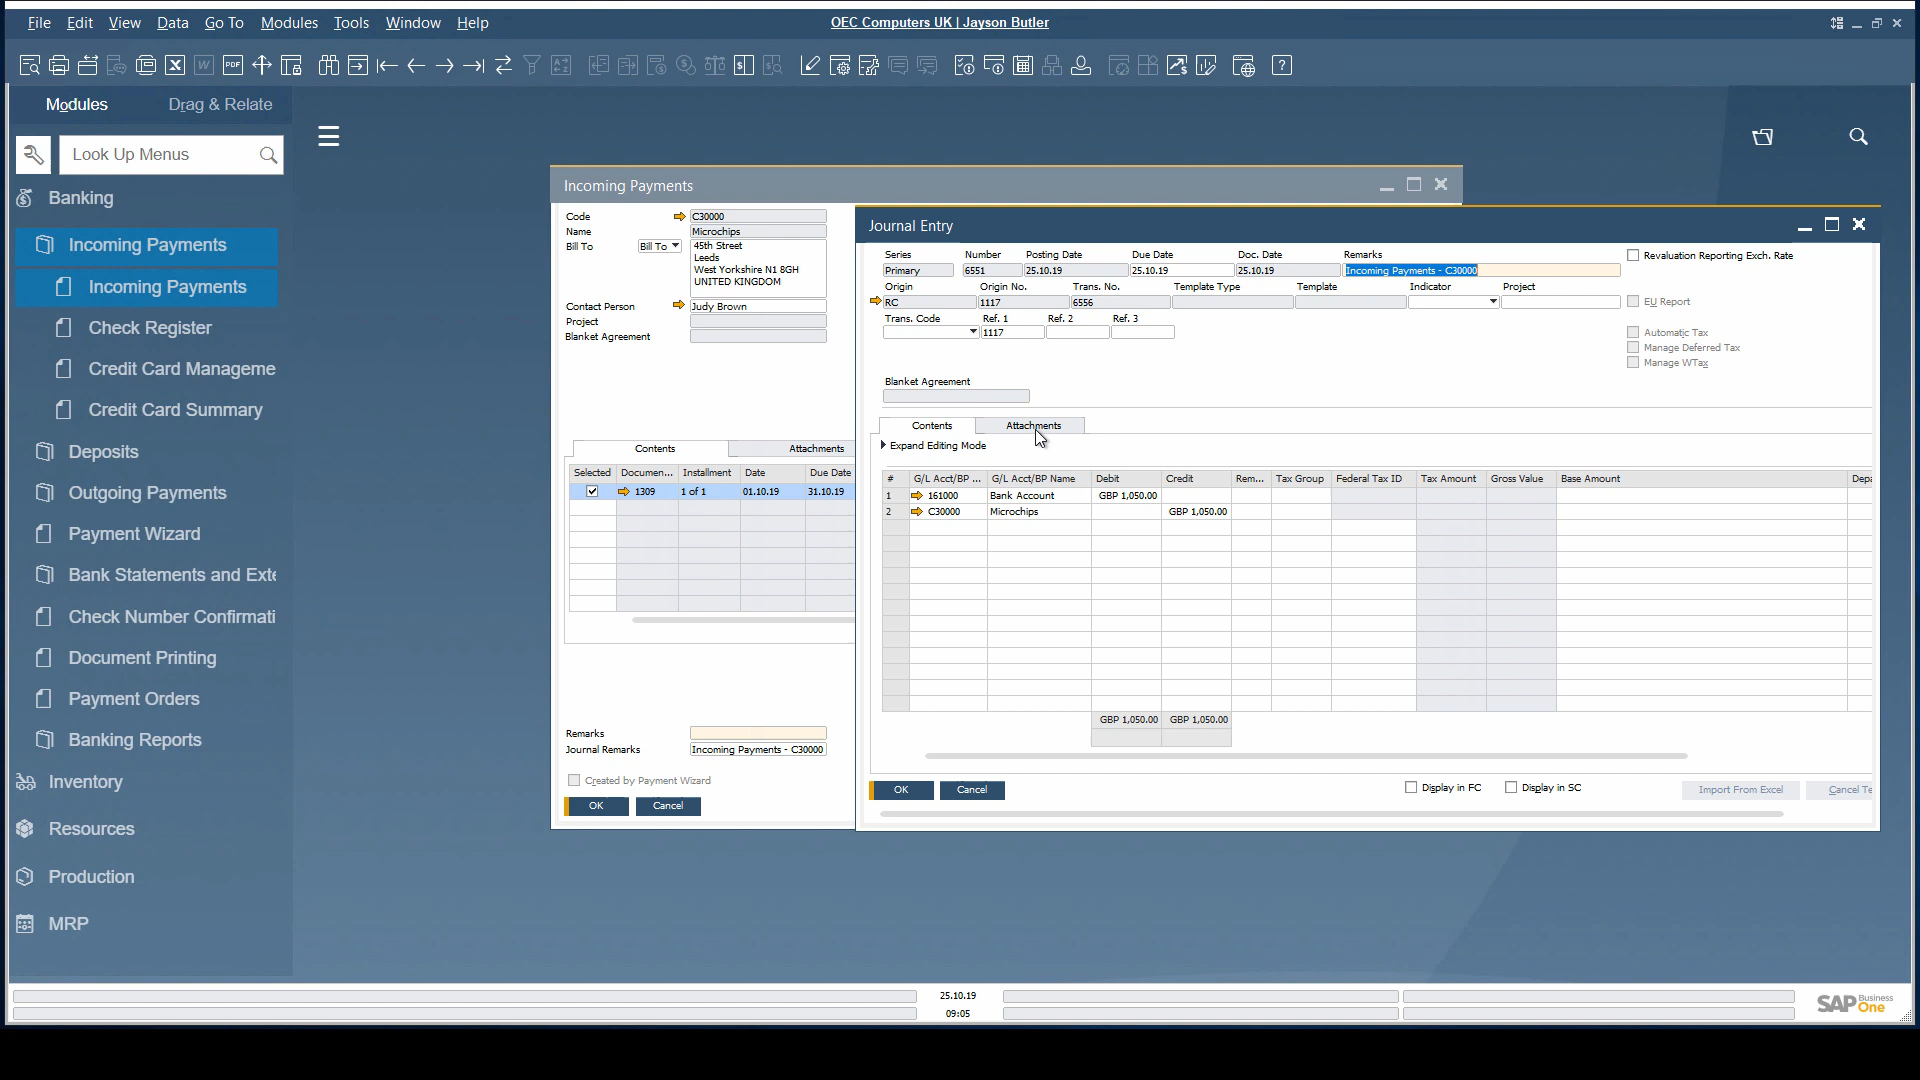 File Edit View Data Go To Modules Tools Window Help
OEC Computers UK | Jayson Butler
Modules Drag & Relate
Look Up Menus
Banking
Incoming Payments
Incoming Payments
Check Register
Credit Card Manageme
Credit Card Summary
Deposits
Outgoing Payments
Payment Wizard
Bank Statements and Exte
Check Number Confirmati
Document Printing
Payment Orders
Banking Reports
Inventory
Resources
Production
MRP
Incoming Payments
Code C30000
Name Microchips
Bill To Bill To 45th Street
Leeds
West Yorkshire N1 8GH
UNITED KINGDOM
Contact Person Judy Brown
Project
Blanket Agreement
Contents Attachments
Selected Documen... Installment Date Due Date
1309 1 of 1 01.10.19 31.10.19
Remarks
Journal Remarks Incoming Payments - C30000
Created by Payment Wizard
OK Cancel
Journal Entry
Series Number Posting Date Due Date Doc. Date Remarks
Primary 6551 25.10.19 25.10.19 25.10.19 Incoming Payments - C30000
Origin Origin No. Trans. No. Template Type Template Indicator Project
RC 1117 6556
Trans. Code Ref. 1 Ref. 2 Ref. 3
1117
Revaluation Reporting Exch. Rate
EU Report
Automatic Tax
Manage Deferred Tax
Manage WTax
Blanket Agreement
Contents Attachments
Expand Editing Mode
# G/L Acct/BP ... G/L Acct/BP Name Debit Credit Rem... Tax Group Federal Tax ID Tax Amount Gross Value Base Amount Depa
1 161000 Bank Account GBP 1,050.00
2 C30000 Microchips GBP 1,050.00
GBP 1,050.00 GBP 1,050.00
OK Cancel Display in FC Display in SC Import From Excel Cancel Te
25.10.19
09:05
SAP Business One